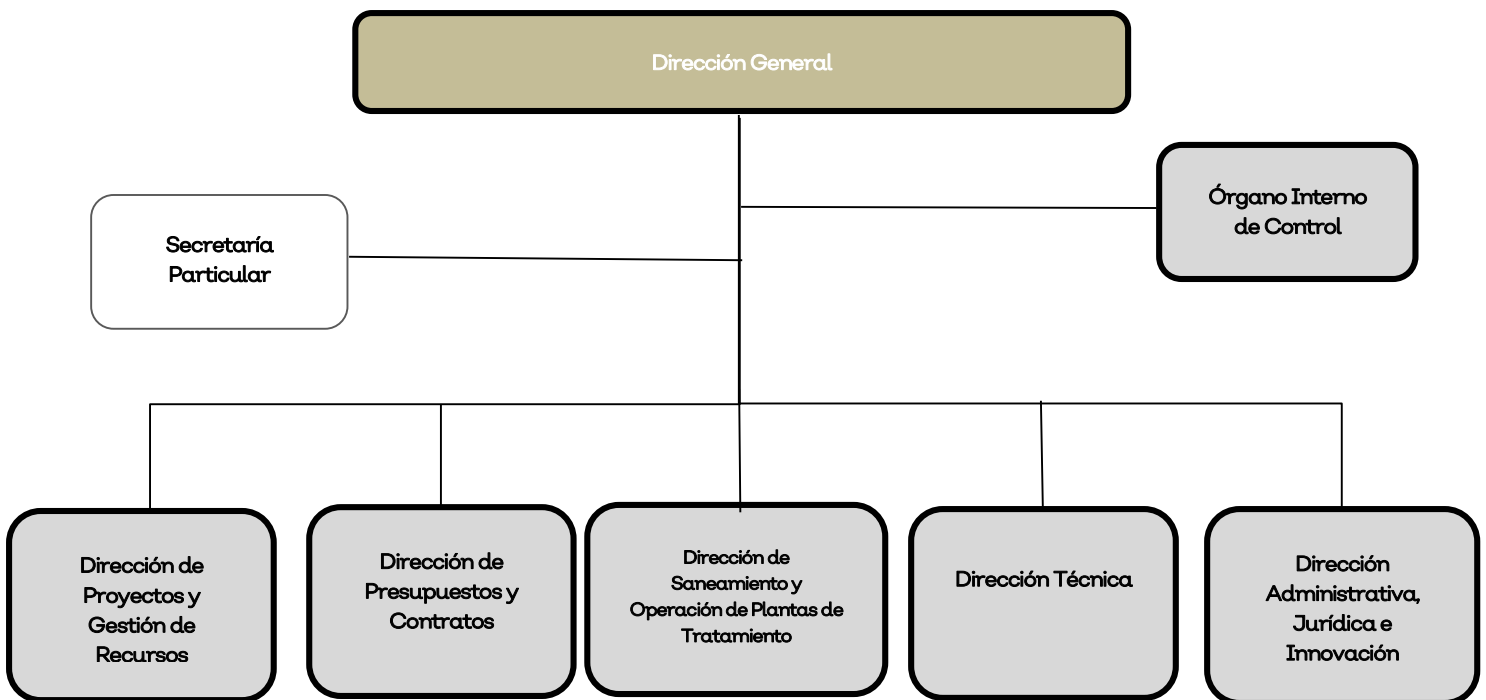 Dirección General
Órgano Interno
de Control
Secretaría
Particular
Dirección de
Proyectos y
Gestión de
Recursos
Dirección de
Presupuestos y
Contratos
Dirección de
Saneamiento y
Operación de Plantas de
Tratamiento
Dirección Técnica
Dirección
Administrativa,
Jurídica e
Innovación